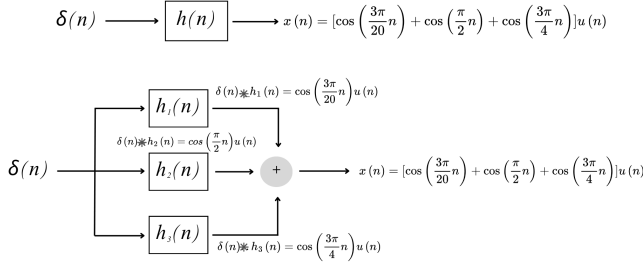 δ(n) h(n) x(n) = [cos(3π/20 n) + cos(π/2 n) + cos(3π/4 n)]u(n)
δ(n)⁎h₁(n) = cos(3π/20 n)u(n)
h₁(n)
δ(n)⁎h₂(n) = cos(π/2 n)u(n)
δ(n) h₂(n) + x(n) = [cos(3π/20 n) + cos(π/2 n) + cos(3π/4 n)]u(n)
h₃(n)
δ(n)⁎h₃(n) = cos(3π/4 n)u(n)